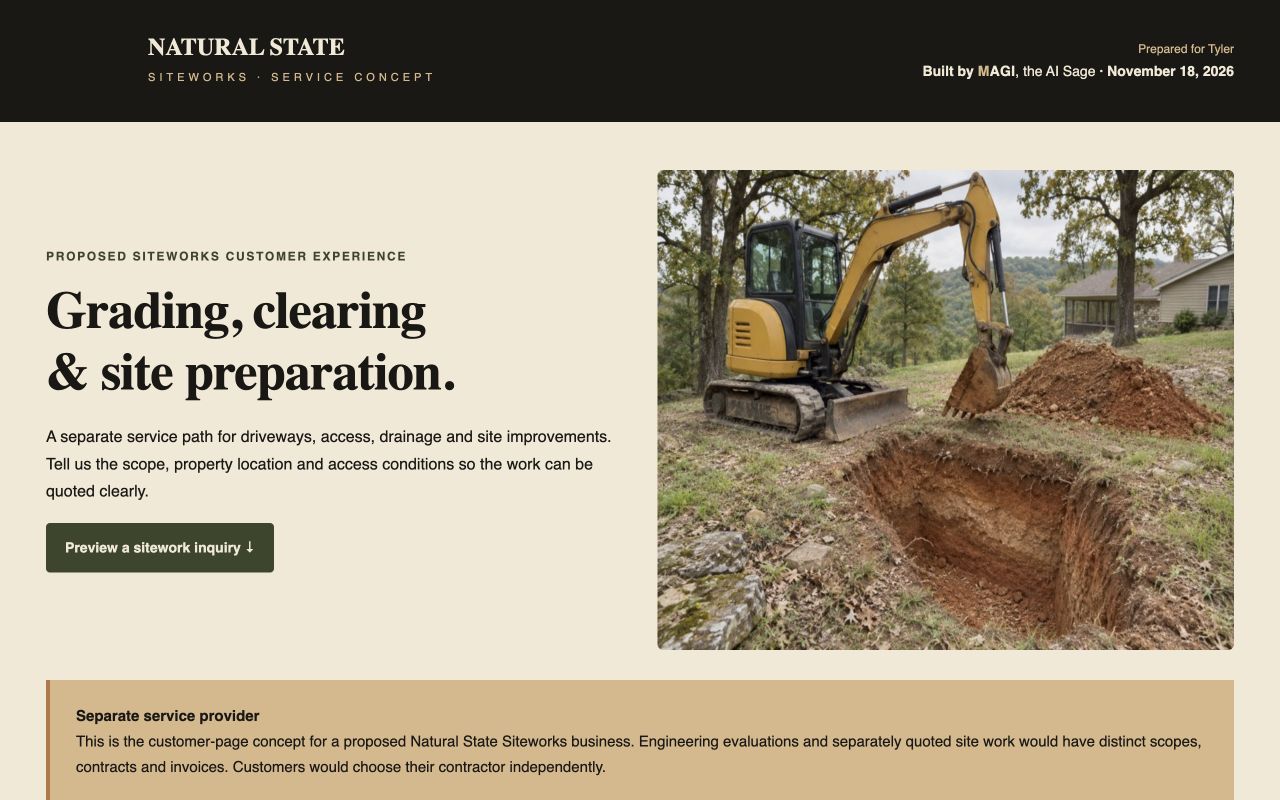 NATURAL STATE
SITEWORKS · SERVICE CONCEPT
Prepared for Tyler
Built by MAGI, the AI Sage · November 18, 2026
PROPOSED SITEWORKS CUSTOMER EXPERIENCE
Grading, clearing
& site preparation.
A separate service path for driveways, access, drainage and site improvements.
Tell us the scope, property location and access conditions so the work can be
quoted clearly.
Preview a sitework inquiry ↓
Separate service provider
This is the customer-page concept for a proposed Natural State Siteworks business. Engineering evaluations and separately quoted site work would have distinct scopes,
contracts and invoices. Customers would choose their contractor independently.